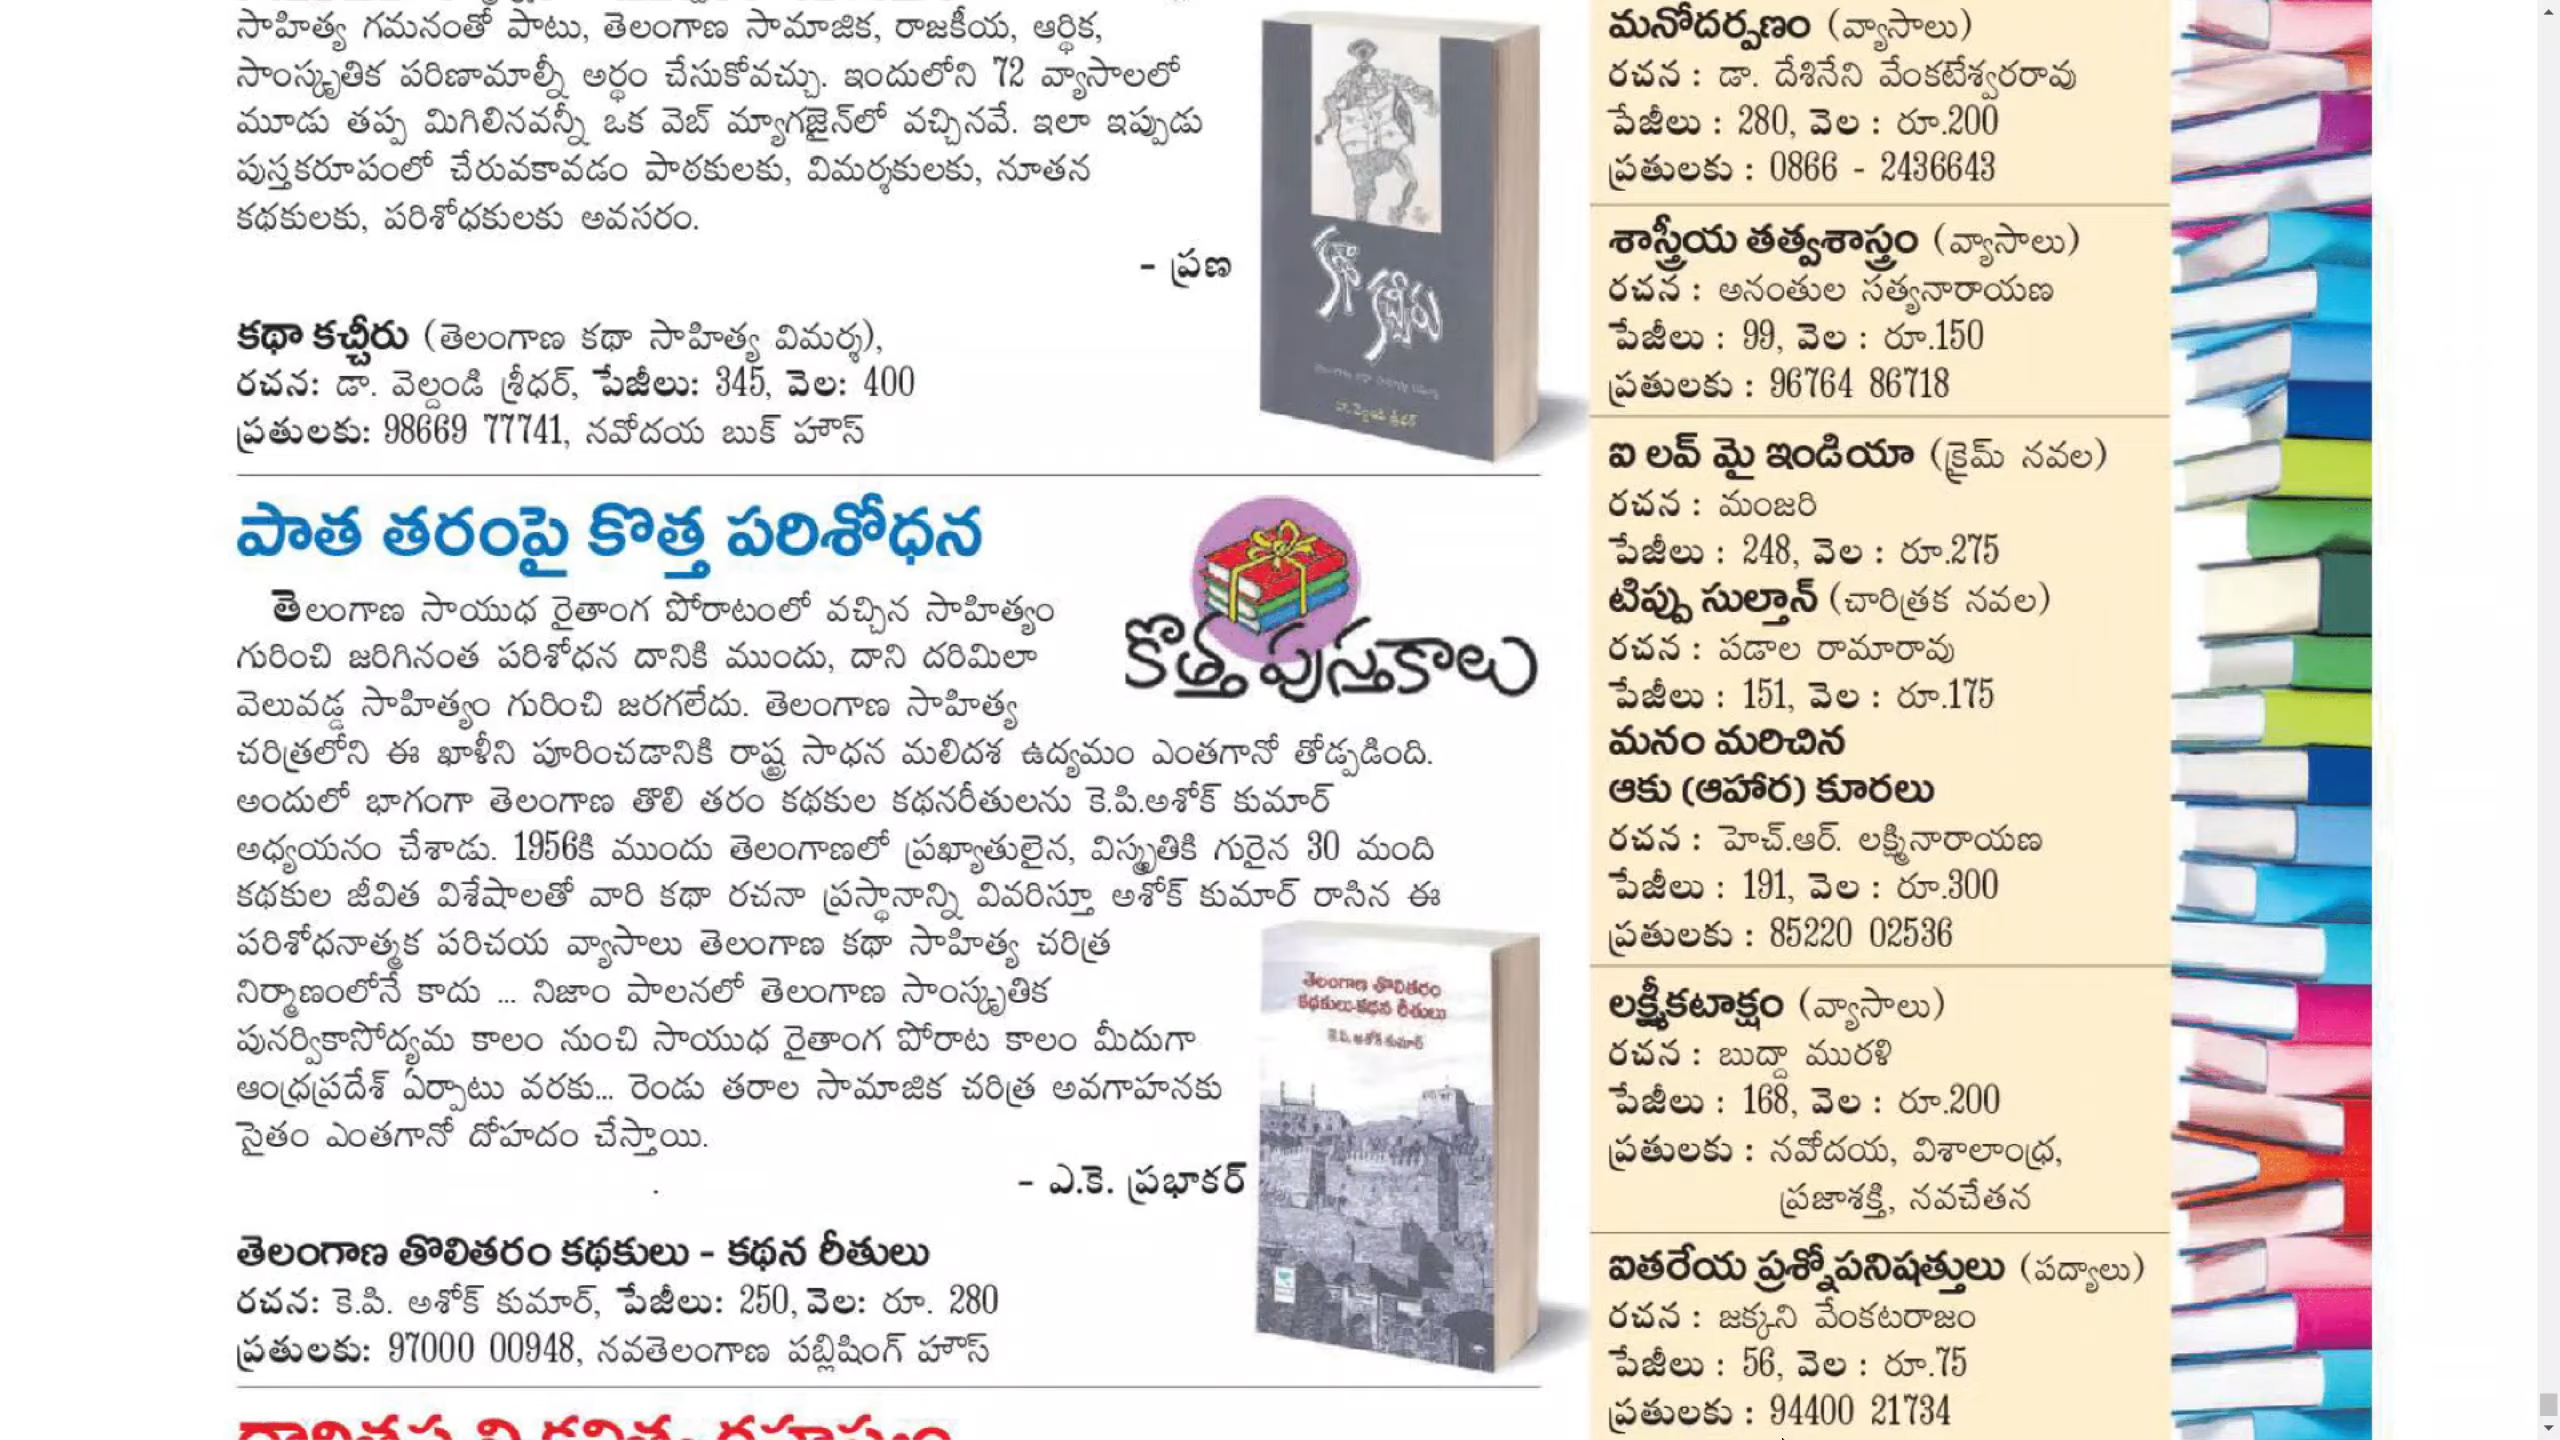 సాహిత్య గమనంతో పాటు, తెలంగాణ సామాజిక, రాజకీయ, ఆర్థిక,
సాంస్కృతిక పరిణామాల్నీ అర్థం చేసుకోవచ్చు. ఇందులోని 72 వ్యాసాలలో
మూడు తప్ప మిగిలినవన్నీ ఒక వెబ్ మ్యాగజైన్‌లో వచ్చినవే. ఇలా ఇప్పుడు
పుస్తకరూపంలో చేరువకావడం పాఠకులకు, విమర్శకులకు, నూతన
కథకులకు, పరిశోధకులకు అవసరం.
- ప్రణ
కథా కచ్చీరు (తెలంగాణ కథా సాహిత్య విమర్శ),
రచన: డా. వెల్దండి శ్రీధర్, పేజీలు: 345, వెల: 400
ప్రతులకు: 98669 77741, నవోదయ బుక్ హౌస్
కథా కచ్చీరు
పాత తరంపై కొత్త పరిశోధన
కొత్త పుస్తకాలు
తెలంగాణ సాయుధ రైతాంగ పోరాటంలో వచ్చిన సాహిత్యం
గురించి జరిగినంత పరిశోధన దానికి ముందు, దాని దరిమిలా
వెలువడ్డ సాహిత్యం గురించి జరగలేదు. తెలంగాణ సాహిత్య
చరిత్రలోని ఈ ఖాళీని పూరించడానికి రాష్ట్ర సాధన మలిదశ ఉద్యమం ఎంతగానో తోడ్పడింది.
అందులో భాగంగా తెలంగాణ తొలి తరం కథకుల కథనరీతులను కె.పి.అశోక్ కుమార్
అధ్యయనం చేశాడు. 1956కి ముందు తెలంగాణలో ప్రఖ్యాతులైన, విస్మృతికి గురైన 30 మంది
కథకుల జీవిత విశేషాలతో వారి కథా రచనా ప్రస్థానాన్ని వివరిస్తూ అశోక్ కుమార్ రాసిన ఈ
పరిశోధనాత్మక పరిచయ వ్యాసాలు తెలంగాణ కథా సాహిత్య చరిత్ర
నిర్మాణంలోనే కాదు ... నిజాం పాలనలో తెలంగాణ సాంస్కృతిక
పునర్వికాసోద్యమ కాలం నుంచి సాయుధ రైతాంగ పోరాట కాలం మీదుగా
ఆంధ్రప్రదేశ్ ఏర్పాటు వరకు... రెండు తరాల సామాజిక చరిత్ర అవగాహనకు
సైతం ఎంతగానో దోహదం చేస్తాయి.
- ఎ.కె. ప్రభాకర్
తెలంగాణ తొలితరం
కథకులు-కథన రీతులు
కె.పి. అశోక్ కుమార్
తెలంగాణ తొలితరం కథకులు - కథన రీతులు
రచన: కె.పి. అశోక్ కుమార్, పేజీలు: 250, వెల: రూ. 280
ప్రతులకు: 97000 00948, నవతెలంగాణ పబ్లిషింగ్ హౌస్
మనోదర్పణం (వ్యాసాలు)
రచన : డా. దేశినేని వేంకటేశ్వరరావు
పేజీలు : 280, వెల : రూ.200
ప్రతులకు : 0866 - 2436643
శాస్త్రీయ తత్వశాస్త్రం (వ్యాసాలు)
రచన : అనంతుల సత్యనారాయణ
పేజీలు : 99, వెల : రూ.150
ప్రతులకు : 96764 86718
ఐ లవ్ మై ఇండియా (క్రైమ్ నవల)
రచన : మంజరి
పేజీలు : 248, వెల : రూ.275
టిప్పు సుల్తాన్ (చారిత్రక నవల)
రచన : పడాల రామారావు
పేజీలు : 151, వెల : రూ.175
మనం మరిచిన
ఆకు (ఆహార) కూరలు
రచన : హెచ్.ఆర్. లక్ష్మినారాయణ
పేజీలు : 191, వెల : రూ.300
ప్రతులకు : 85220 02536
లక్ష్మీకటాక్షం (వ్యాసాలు)
రచన : బుద్దా మురళి
పేజీలు : 168, వెల : రూ.200
ప్రతులకు : నవోదయ, విశాలాంధ్ర,
ప్రజాశక్తి, నవచేతన
ఐతరేయ ప్రశ్నోపనిషత్తులు (పద్యాలు)
రచన : జక్కని వేంకటరాజం
పేజీలు : 56, వెల : రూ.75
ప్రతులకు : 94400 21734